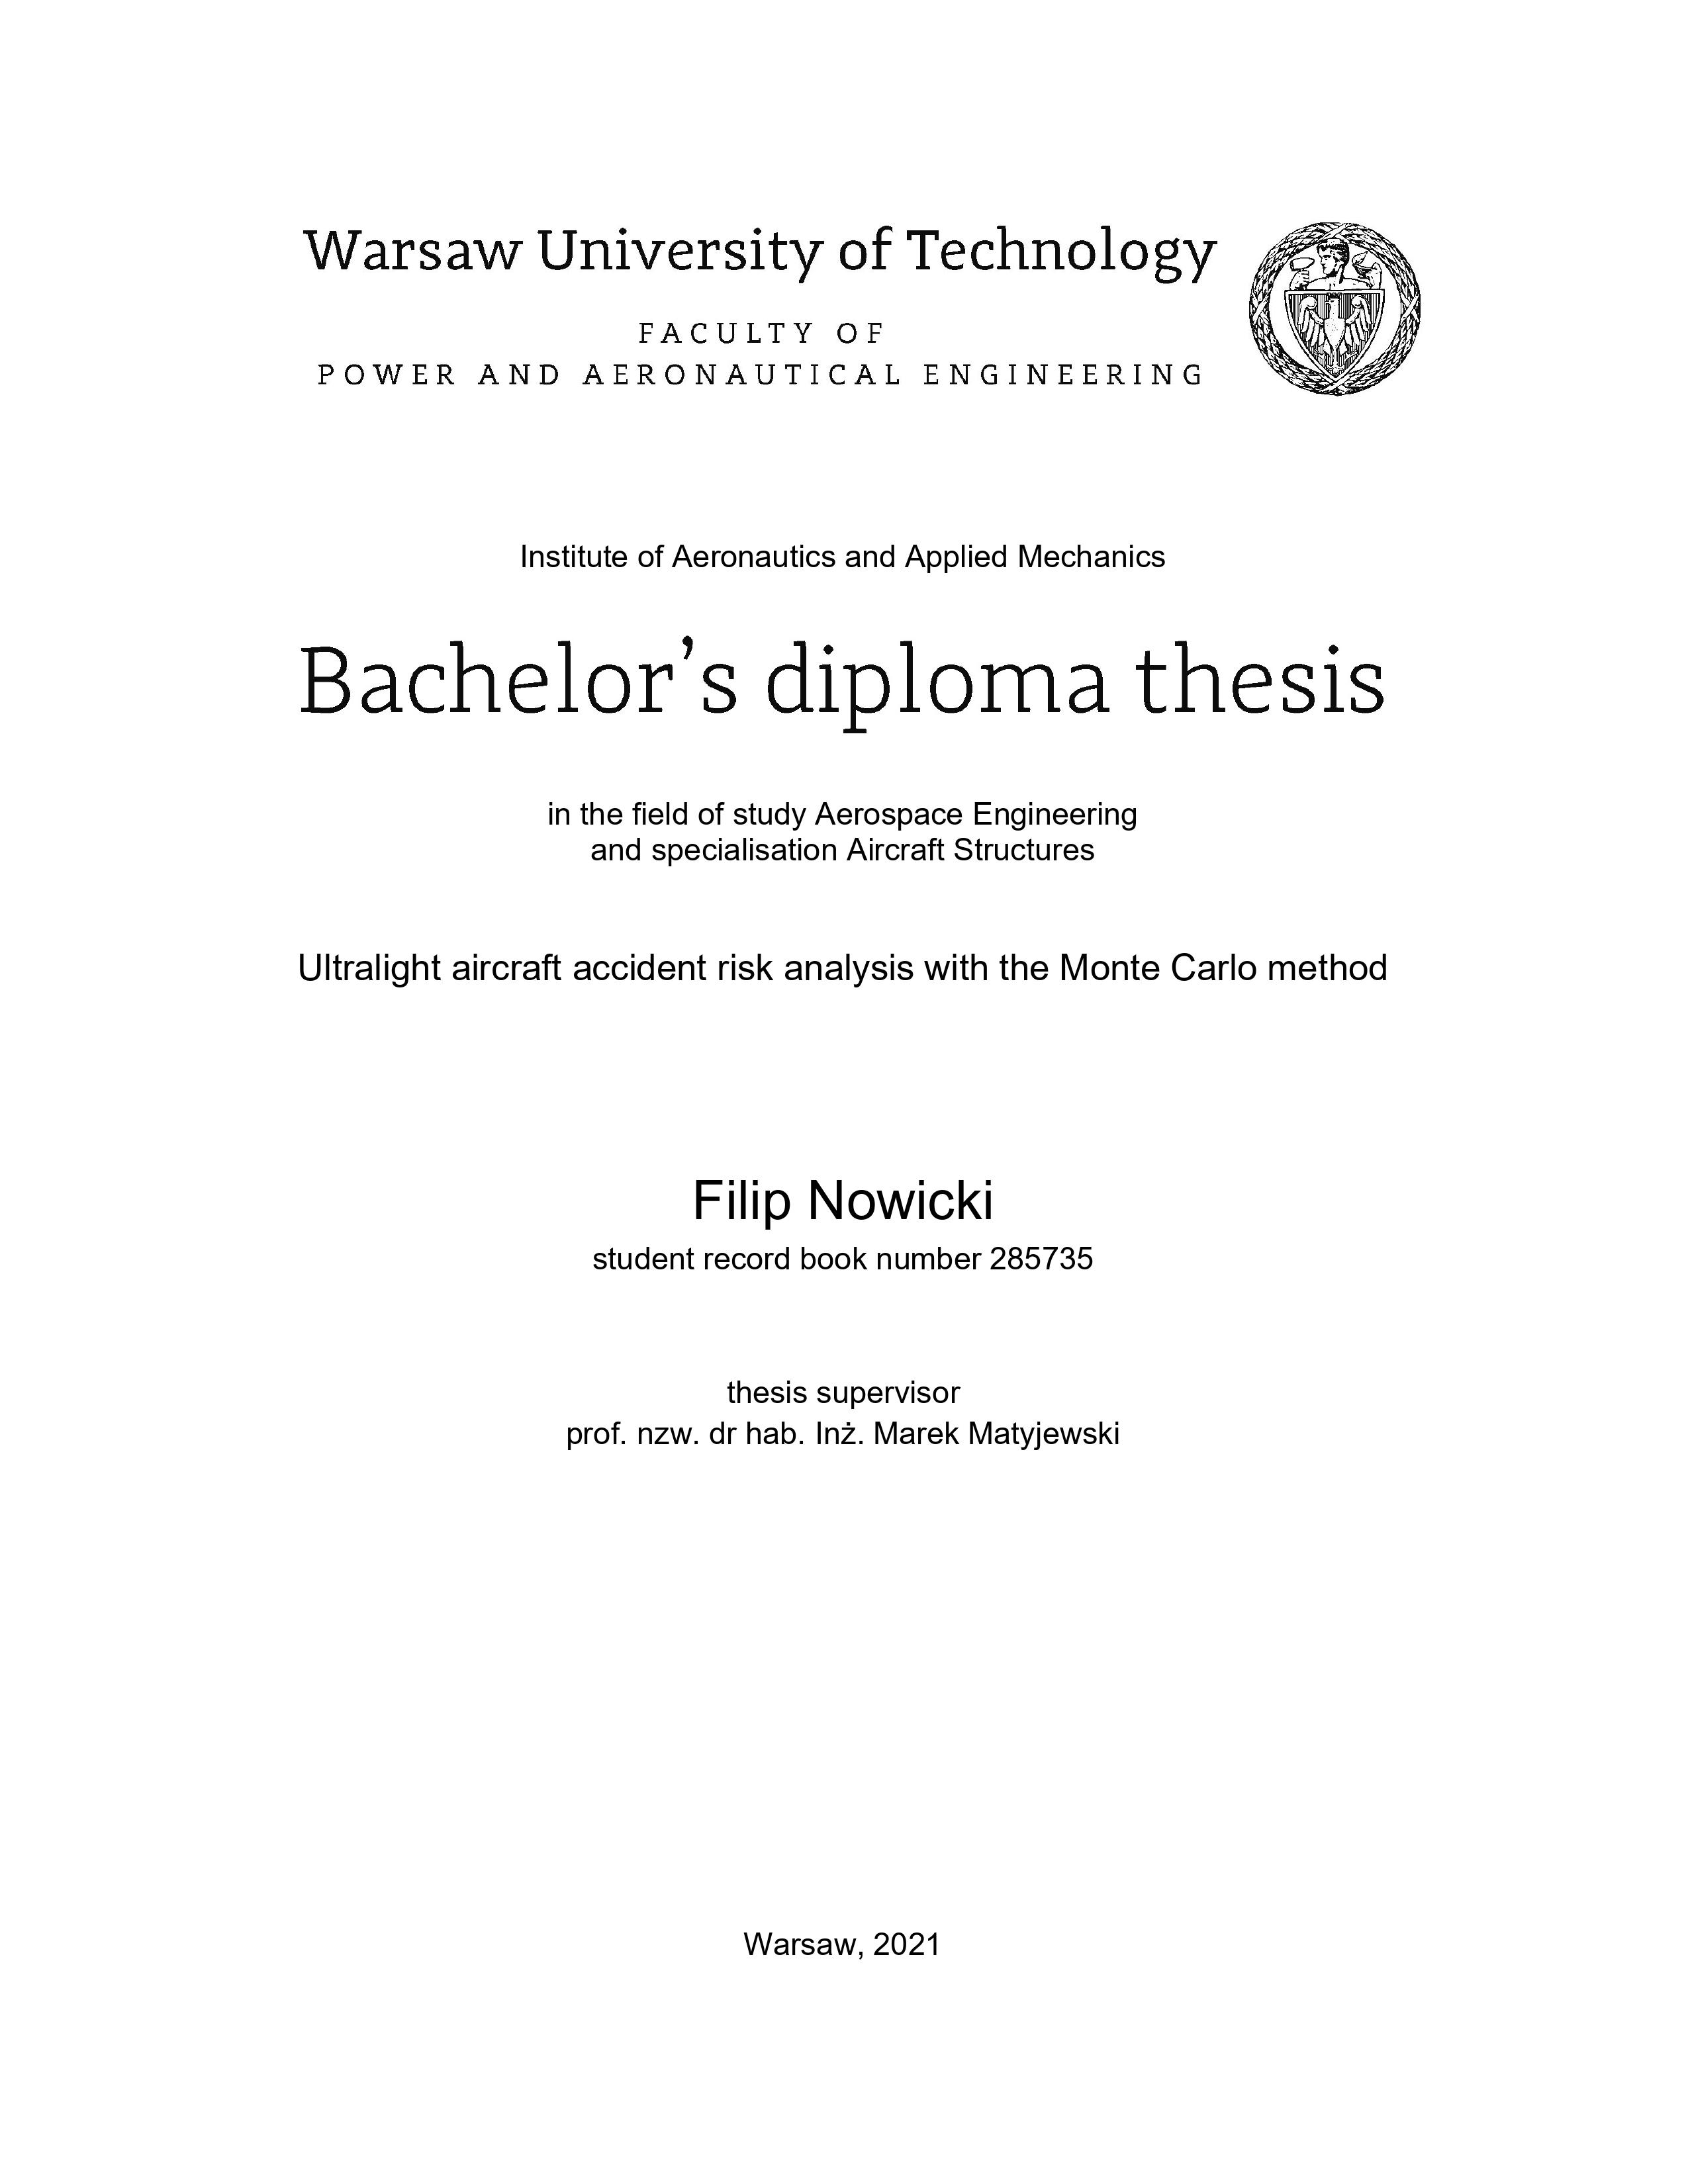 Warsaw University of Technology
FACULTY OF
POWER AND AERONAUTICAL ENGINEERING
Institute of Aeronautics and Applied Mechanics
Bachelor’s diploma thesis
in the field of study Aerospace Engineering
and specialisation Aircraft Structures
Ultralight aircraft accident risk analysis with the Monte Carlo method
Filip Nowicki
student record book number 285735
thesis supervisor
prof. nzw. dr hab. Inż. Marek Matyjewski
Warsaw, 2021